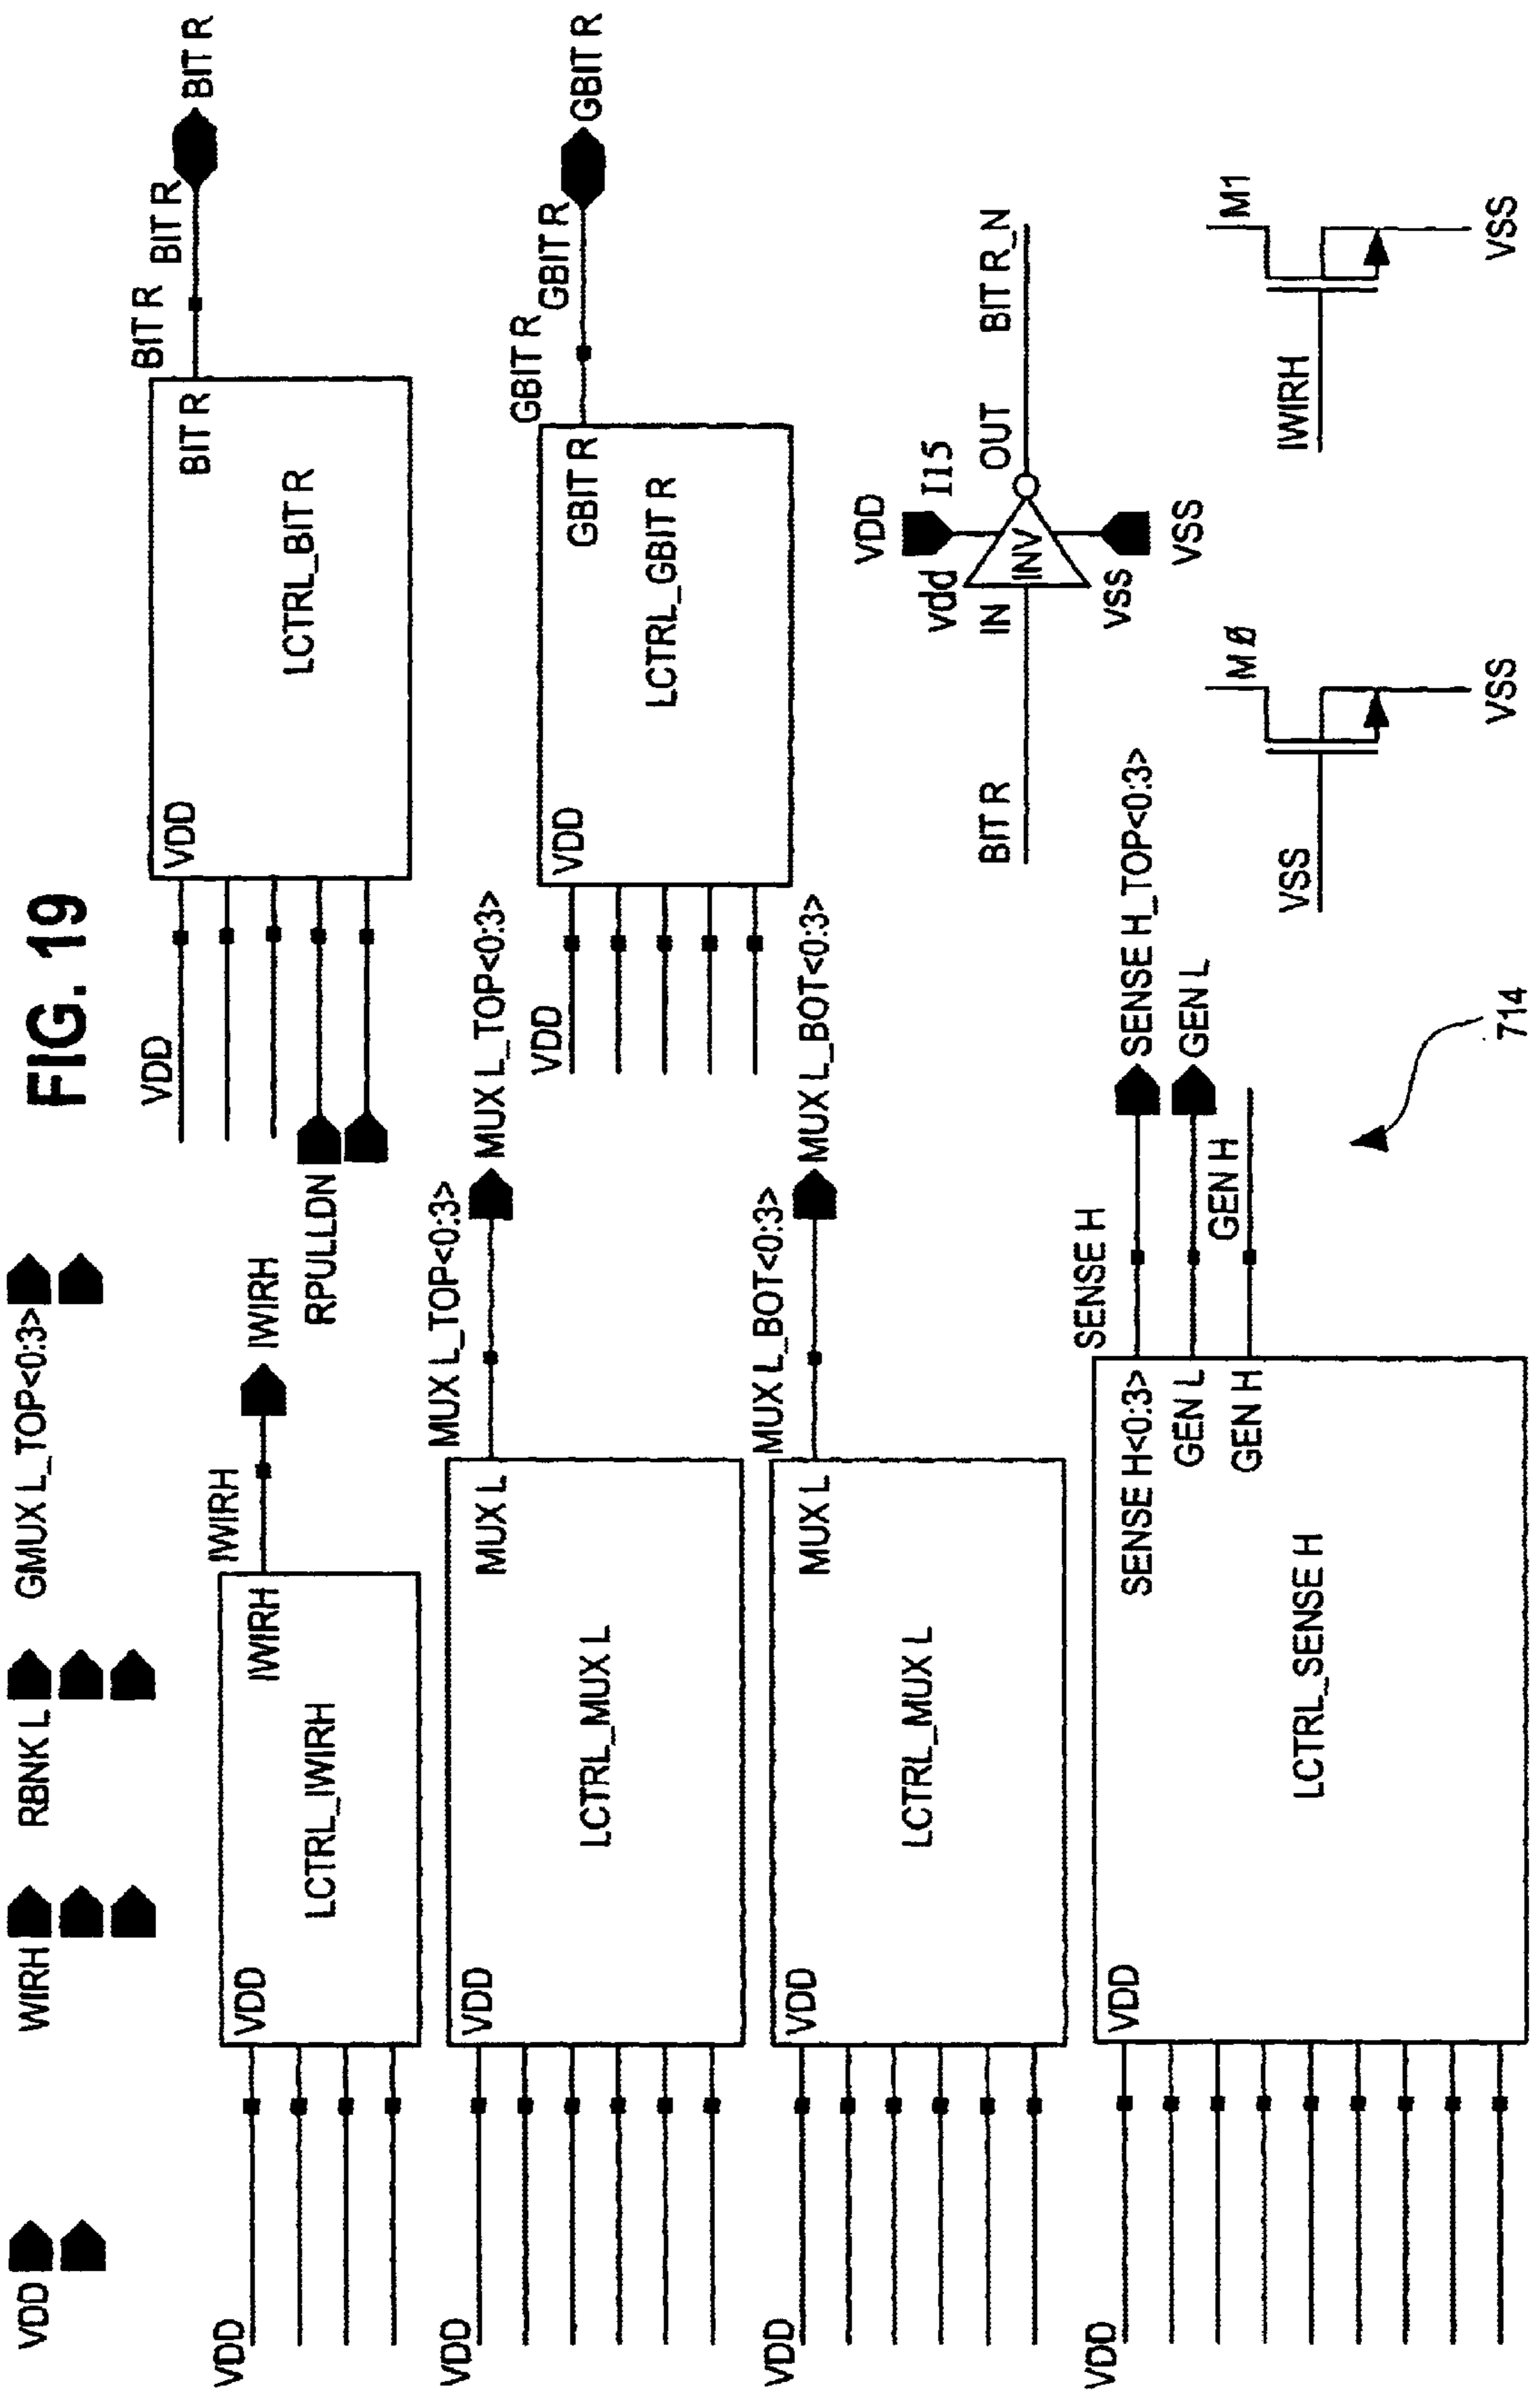 FIG. 19
VDD
WIRH
RBNK L
GMUX L_TOP<0:3>
VDD
VDD
LCTRL_IWIRH
IWIRH
IWIRH
IWIRH
VDD
RPULLDN
VDD
LCTRL_BIT R
BIT R
BIT R
BIT R
BIT R
VDD
VDD
LCTRL_MUX L
MUX L
MUX L_TOP<0:3>
MUX L_TOP<0:3>
VDD
VDD
LCTRL_GBIT R
GBIT R
GBIT R
GBIT R
GBIT R
VDD
VDD
LCTRL_MUX L
MUX L
MUX L_BOT<0:3>
MUX L_BOT<0:3>
BIT R
IN
vdd
VDD
I15
INV
vss
VSS
OUT
BIT R_N
VDD
VDD
LCTRL_SENSE H
SENSE H<0:3>
GEN L
GEN H
SENSE H
SENSE H_TOP<0:3>
GEN L
GEN H
VSS
MØ
VSS
IWIRH
M1
VSS
714